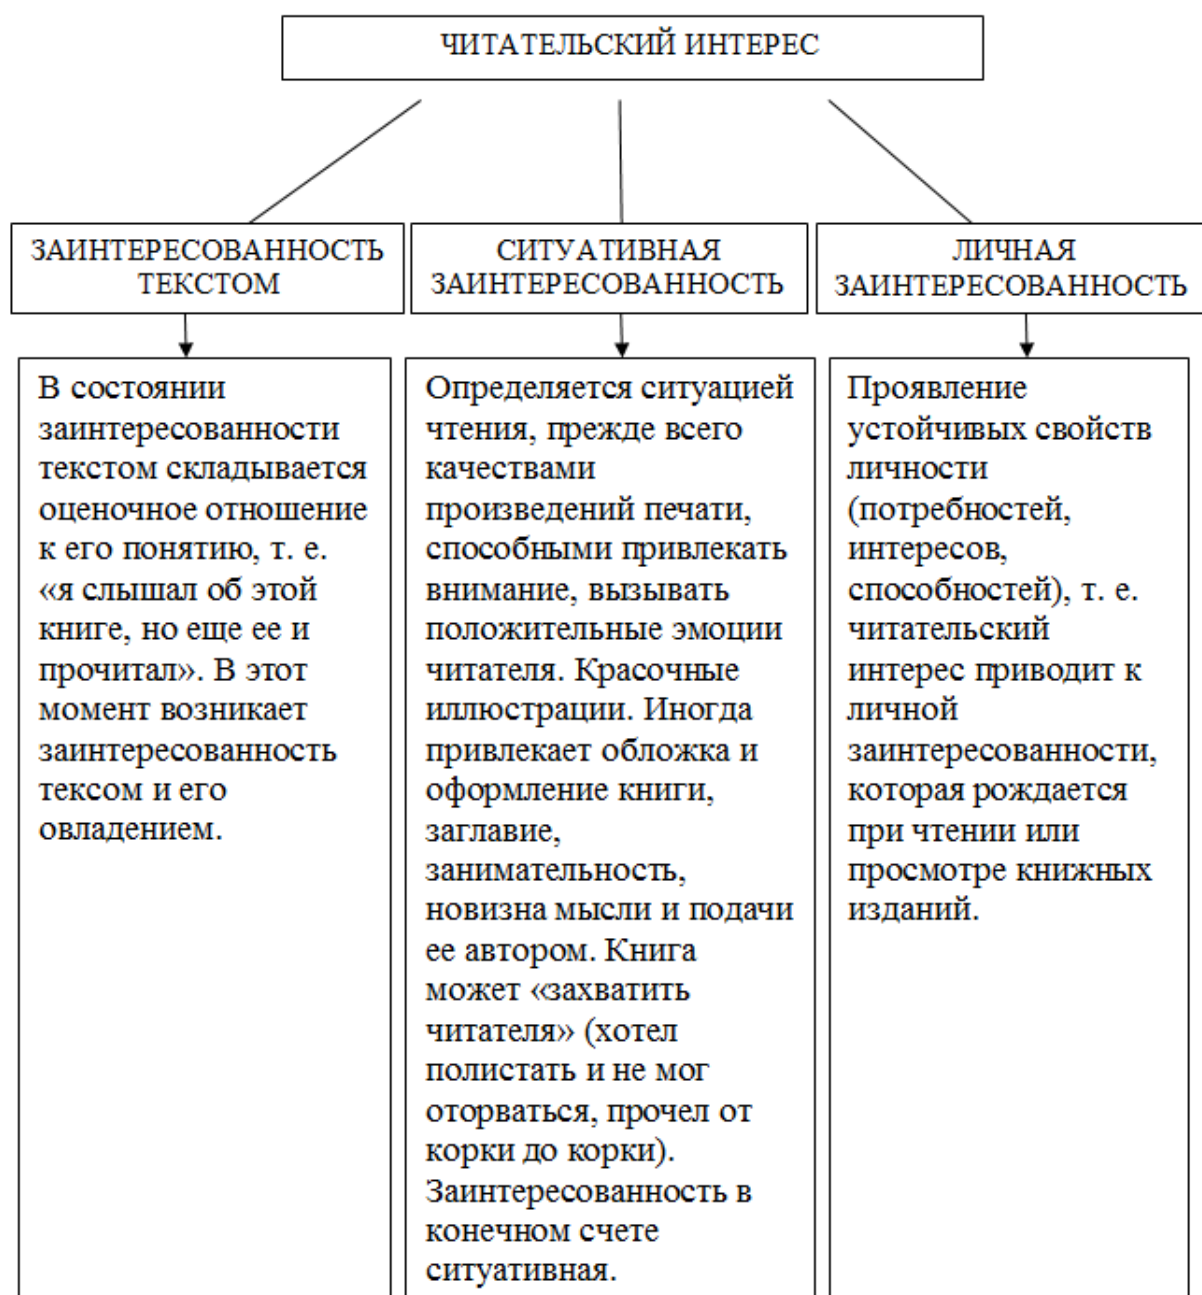 ЧИТАТЕЛЬСКИЙ ИНТЕРЕС
ЗАИНТЕРЕСОВАННОСТЬ
ТЕКСТОМ
СИТУАТИВНАЯ
ЗАИНТЕРЕСОВАННОСТЬ
ЛИЧНАЯ
ЗАИНТЕРЕСОВАННОСТЬ
В состоянии
заинтересованности
текстом складывается
оценочное отношение
к его понятию, т. е.
«я слышал об этой
книге, но еще ее и
прочитал». В этот
момент возникает
заинтересованность
тексом и его
овладением.
Определяется ситуацией
чтения, прежде всего
качествами
произведений печати,
способными привлекать
внимание, вызывать
положительные эмоции
читателя. Красочные
иллюстрации. Иногда
привлекает обложка и
оформление книги,
заглавие,
занимательность,
новизна мысли и подачи
ее автором. Книга
может «захватить
читателя» (хотел
полистать и не мог
оторваться, прочел от
корки до корки).
Заинтересованность в
конечном счете
ситуативная.
Проявление
устойчивых свойств
личности
(потребностей,
интересов,
способностей), т. е.
читательский
интерес приводит к
личной
заинтересованности,
которая рождается
при чтении или
просмотре книжных
изданий.